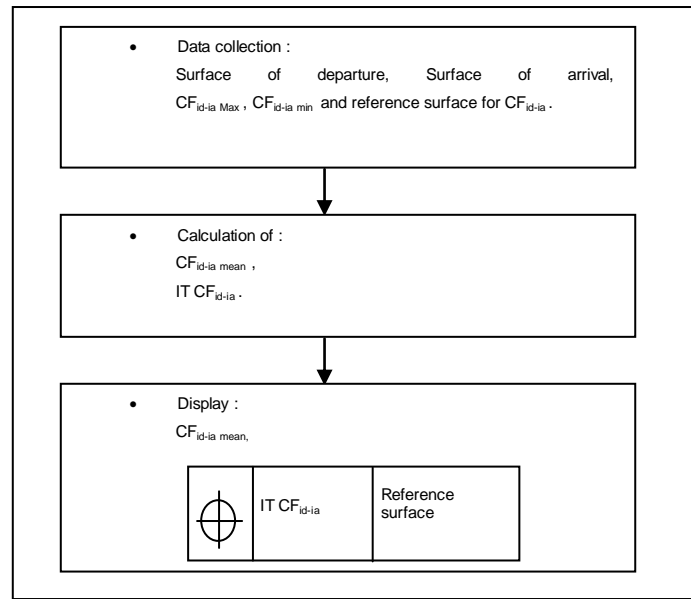 • Data collection :
Surface of departure, Surface of arrival,
CFid-ia Max , CFid-ia min and reference surface for CFid-ia .
• Calculation of :
CFid-ia mean ,
IT CFid-ia .
• Display :
CFid-ia mean,
IT CFid-ia
Reference
surface